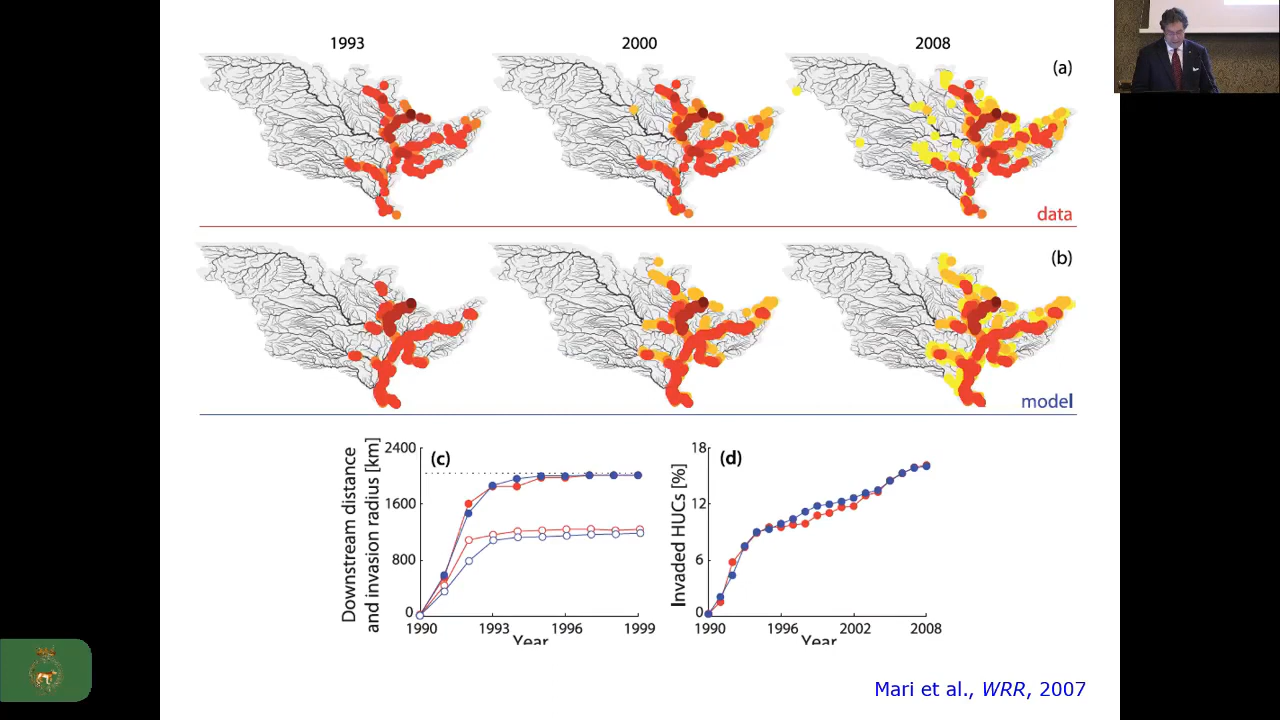 1993 2000 2008
(a)
data
(b)
model
2400 (c)
1600
800
0
Downstream distance
and invasion radius [km]
1990 1993 1996 1999
Year
18 (d)
12
6
0
Invaded HUCs [%]
1990 1996 2002 2008
Year
Mari et al., WRR, 2007